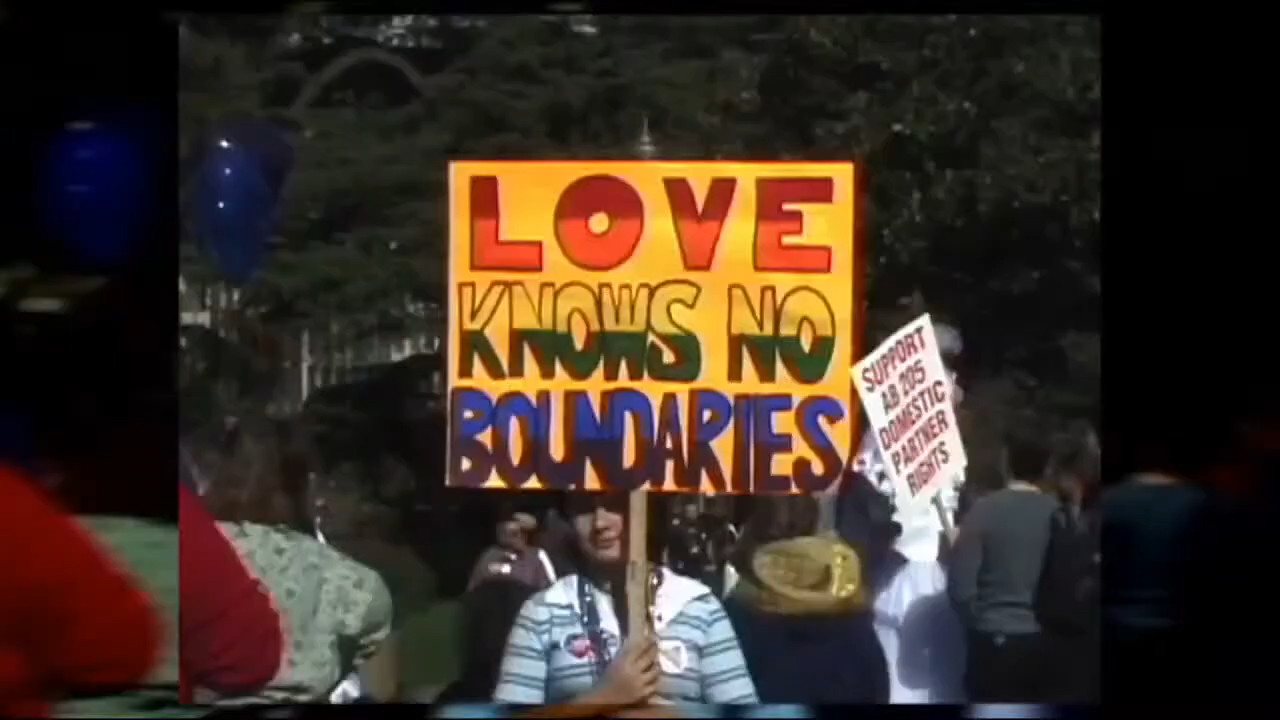 LOVE
KNOWS NO
BOUNDARIES
SUPPORT
AB 205
DOMESTIC
PARTNER
RIGHTS